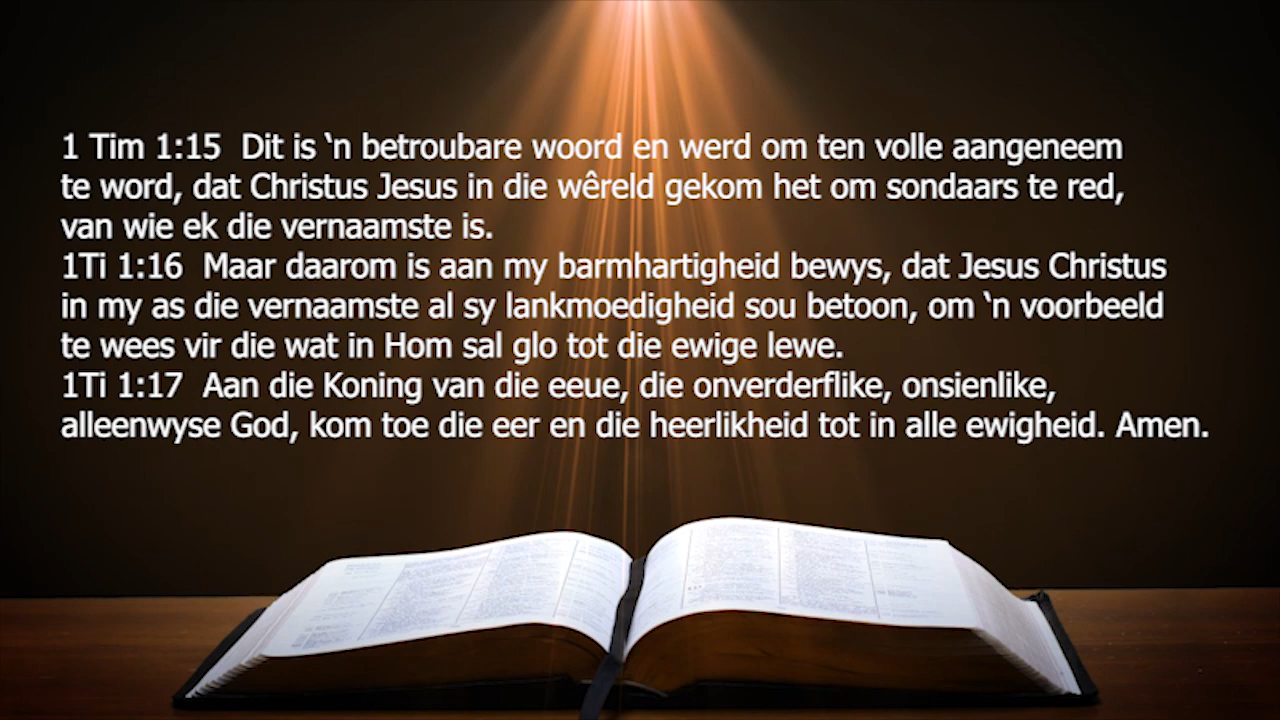 1 Tim 1:15  Dit is ‘n betroubare woord en werd om ten volle aangeneem
te word, dat Christus Jesus in die wêreld gekom het om sondaars te red,
van wie ek die vernaamste is.
1Ti 1:16  Maar daarom is aan my barmhartigheid bewys, dat Jesus Christus
in my as die vernaamste al sy lankmoedigheid sou betoon, om ‘n voorbeeld
te wees vir die wat in Hom sal glo tot die ewige lewe.
1Ti 1:17  Aan die Koning van die eeue, die onverderflike, onsienlike,
alleenwyse God, kom toe die eer en die heerlikheid tot in alle ewigheid. Amen.